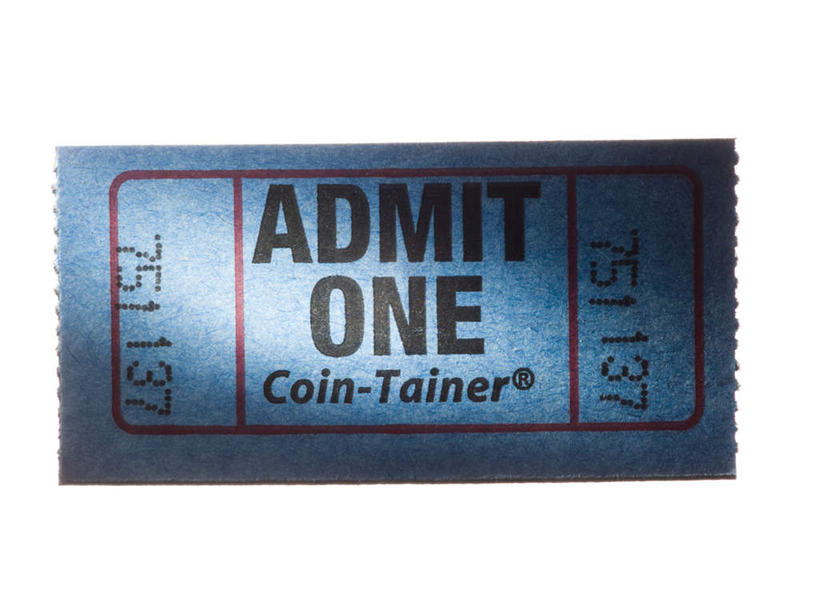 751137
ADMIT
ONE
Coin-Tainer®
751137